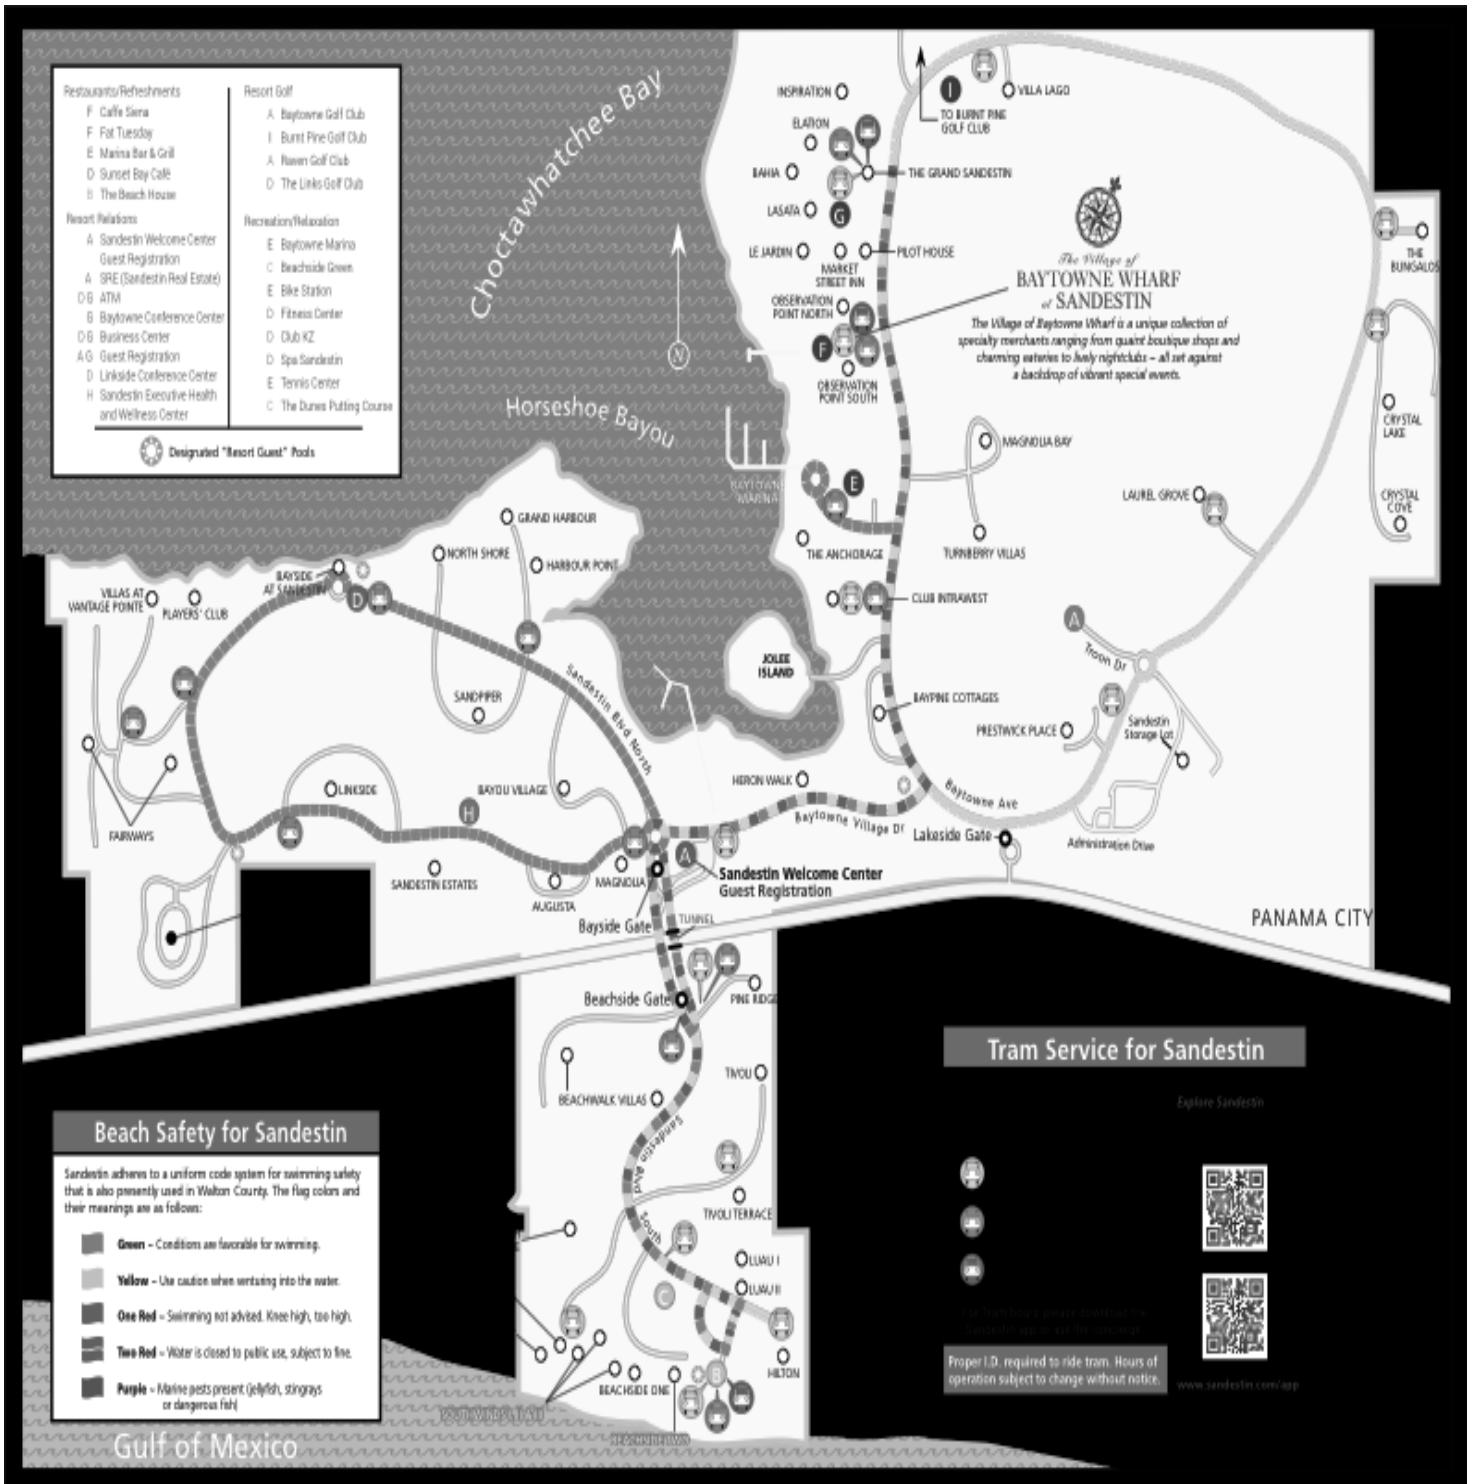 Restaurants/Refreshments
F Caffe Siena
F Fat Tuesday
E Marina Bar & Grill
D Sunset Bay Café
B The Beach House
Resort Relations
A Sandestin Welcome Center
Guest Registration
A SRE (Sandestin Real Estate)
D G ATM
G Baytowne Conference Center
D G Business Center
A G Guest Registration
D Linkside Conference Center
H Sandestin Executive Health
and Wellness Center
Resort Golf
A Baytowne Golf Club
I Burnt Pine Golf Club
A Raven Golf Club
D The Links Golf Club
Recreation/Relaxation
E Baytowne Marina
C Beachside Green
E Bike Station
D Fitness Center
D Club KZ
D Spa Sandestin
E Tennis Center
C The Dunes Putting Course
Designated "Resort Guest" Pools
Choctawhatchee Bay
Horseshoe Bayou
N
INSPIRATION
ELATION
BAHIA
LASATA
LE JARDIN
MARKET
STREET INN
PILOT HOUSE
THE GRAND SANDESTIN
G
I
TO BURNT PINE
GOLF CLUB
VILLA LAGO
The Village of
BAYTOWNE WHARF
at SANDESTIN
The Village of Baytowne Wharf is a unique collection of
specialty merchants ranging from quaint boutique shops and
charming eateries to lively nightclubs – all set against
a backdrop of vibrant special events.
OBSERVATION
POINT NORTH
F
OBSERVATION
POINT SOUTH
THE
BUNGALOS
CRYSTAL
LAKE
CRYSTAL
COVE
MAGNOLIA BAY
LAUREL GROVE
TURNBERRY VILLAS
BAYTOWNE
MARINA
E
THE ANCHORAGE
CLUB INTRAWEST
GRAND HARBOUR
NORTH SHORE
HARBOUR POINT
BAYSIDE
AT SANDESTIN
D
VILLAS AT
VANTAGE POINTE
PLAYERS' CLUB
SANDPIPER
Sandestin Blvd North
JOLEE
ISLAND
BAYPINE COTTAGES
A
Troon Dr
PRESTWICK PLACE
Sandestin
Storage Lot
HERON WALK
Baytowne Ave
Baytowne Village Dr
Lakeside Gate
Administration Drive
LINKSIDE
BAYOU VILLAGE
H
FAIRWAYS
SANDESTIN ESTATES
AUGUSTA
MAGNOLIA
A
Sandestin Welcome Center
Guest Registration
Bayside Gate
TUNNEL
PANAMA CITY
Beachside Gate
PINE RIDGE
BEACHWALK VILLAS
TIVOLI
Sandestin Blvd
South
TIVOLI TERRACE
LUAU I
LUAU II
C
B
HILTON
BEACHSIDE ONE
Tram Service for Sandestin
Explore Sandestin
Proper I.D. required to ride tram. Hours of
operation subject to change without notice.
www.sandestin.com/app
Beach Safety for Sandestin
Sandestin adheres to a uniform code system for swimming safety
that is also presently used in Walton County. The flag colors and
their meanings are as follows:
Green – Conditions are favorable for swimming.
Yellow – Use caution when venturing into the water.
One Red – Swimming not advised. Knee high, too high.
Two Red – Water is closed to public use, subject to fine.
Purple – Marine pests present (jellyfish, stingrays
or dangerous fish)
Gulf of Mexico